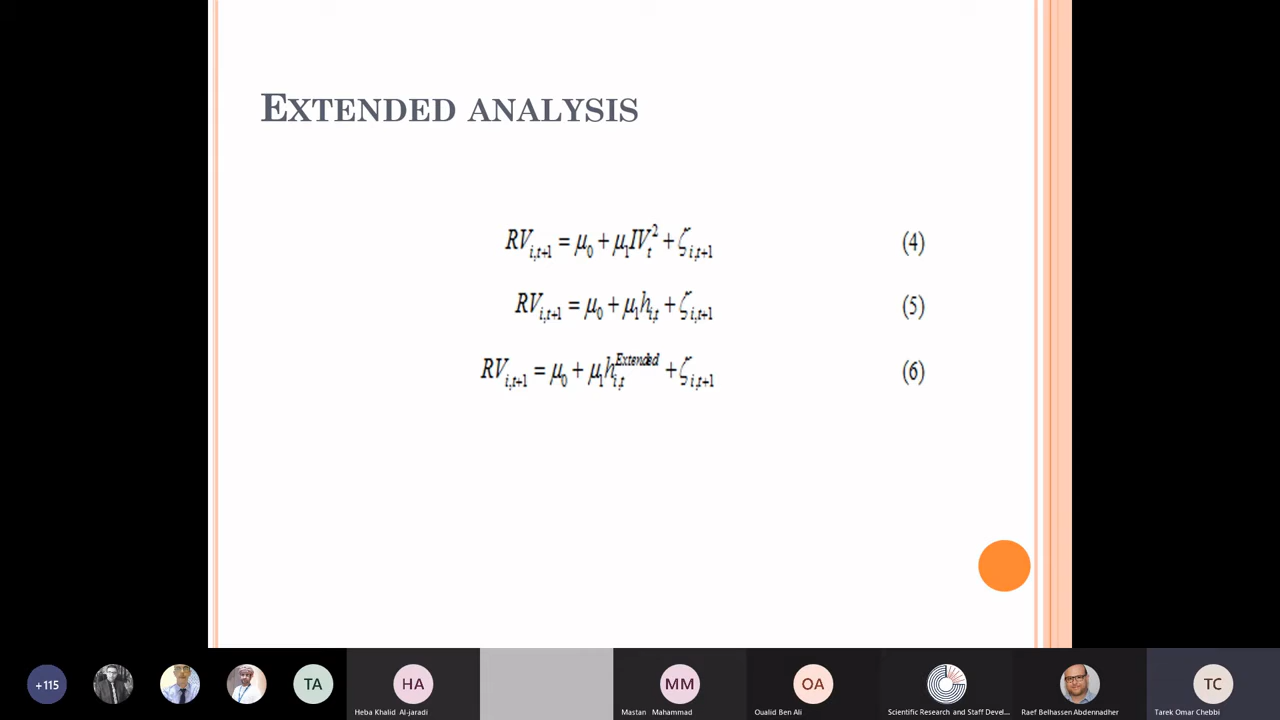 EXTENDED ANALYSIS
RV_{i,t+1} = μ_0 + μ_1 IV_t^2 + ζ_{i,t+1} (4)
RV_{i,t+1} = μ_0 + μ_1 h_{i,t} + ζ_{i,t+1} (5)
RV_{i,t+1} = μ_0 + μ_1 h_{i,t}^{Extended} + ζ_{i,t+1} (6)
+115 TA HA MM OA TC
Heba Khalid Al-jaradi Mastan Mahammad Oualid Ben Ali Scientific Research and Staff Devel... Raef Belhassen Abdennadher Tarek Omar Chebbi